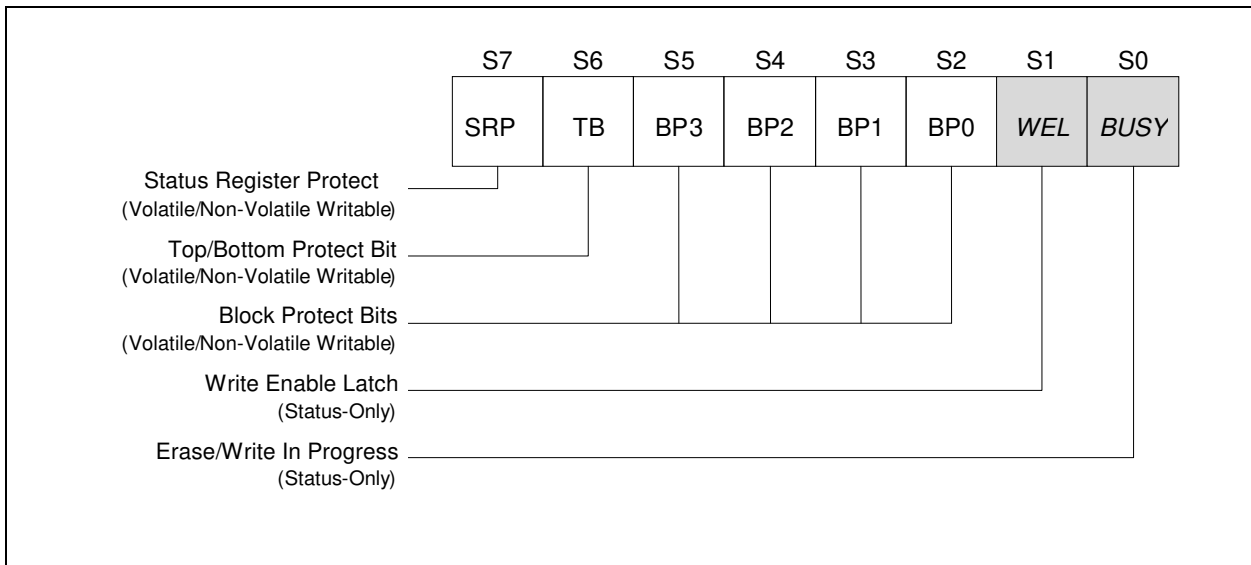 S7 S6 S5 S4 S3 S2 S1 S0
SRP TB BP3 BP2 BP1 BP0 WEL BUSY
Status Register Protect
(Volatile/Non-Volatile Writable)
Top/Bottom Protect Bit
(Volatile/Non-Volatile Writable)
Block Protect Bits
(Volatile/Non-Volatile Writable)
Write Enable Latch
(Status-Only)
Erase/Write In Progress
(Status-Only)